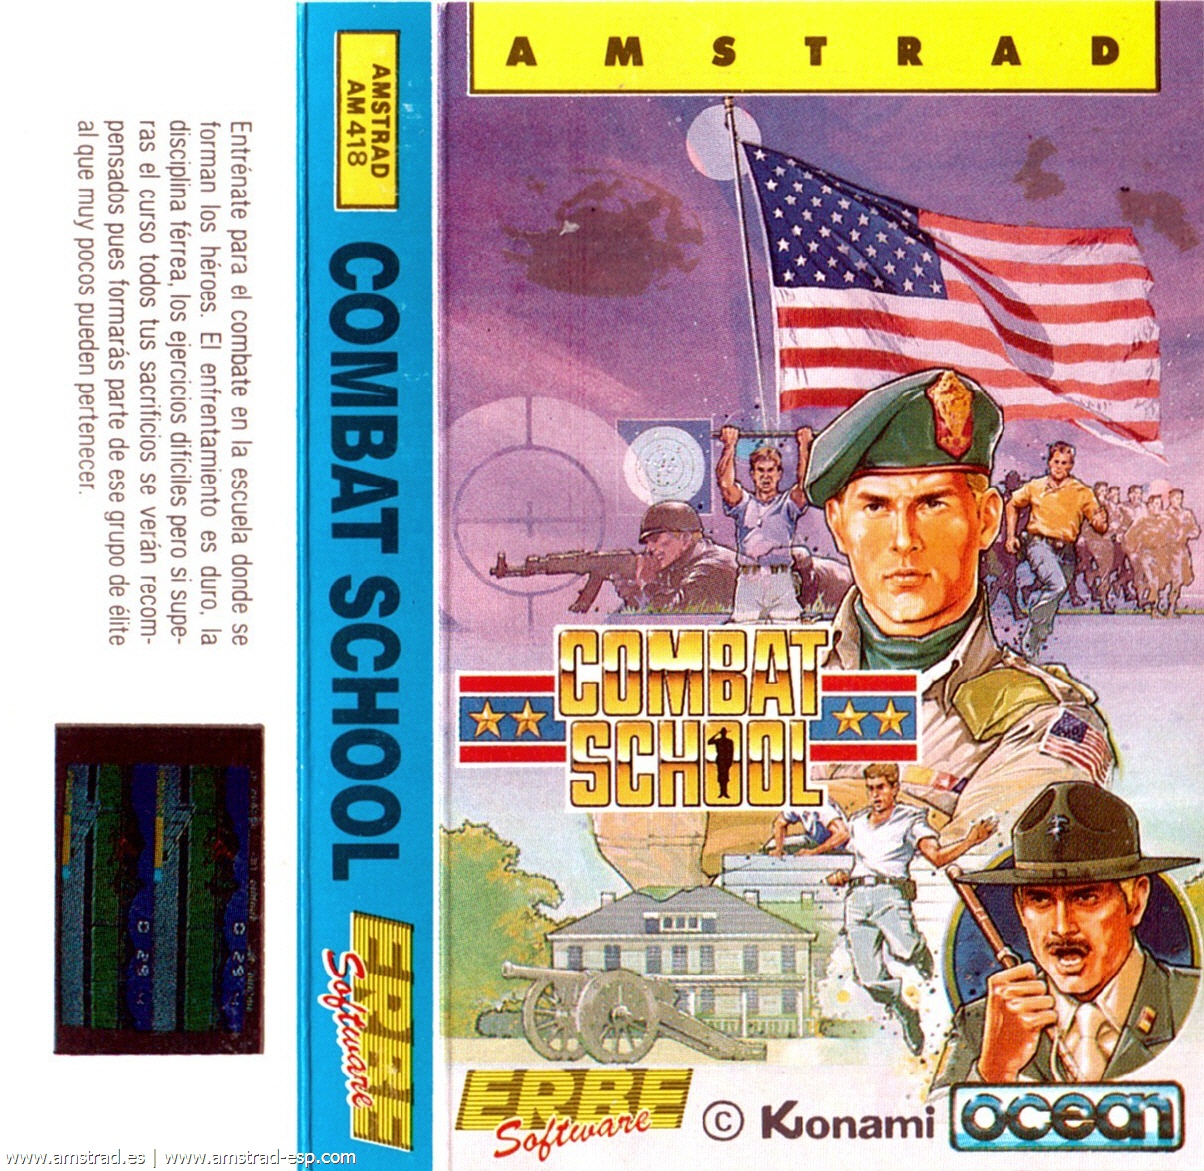 Entrénate para el combate en la escuela donde se
forman los héroes. El enfrentamiento es duro, la
disciplina férrea, los ejercicios difíciles pero si supe-
ras el curso todos tus sacrificios se verán recom-
pensados pues formarás parte de ese grupo de élite
al que muy pocos pueden pertenecer.
AMSTRAD
AM 418
COMBAT SCHOOL
ERBE
Software
AMSTRAD
COMBAT
SCHOOL
ERBE
Software
© Konami
ocean
www.amstrad.es | www.amstrad-esp.com